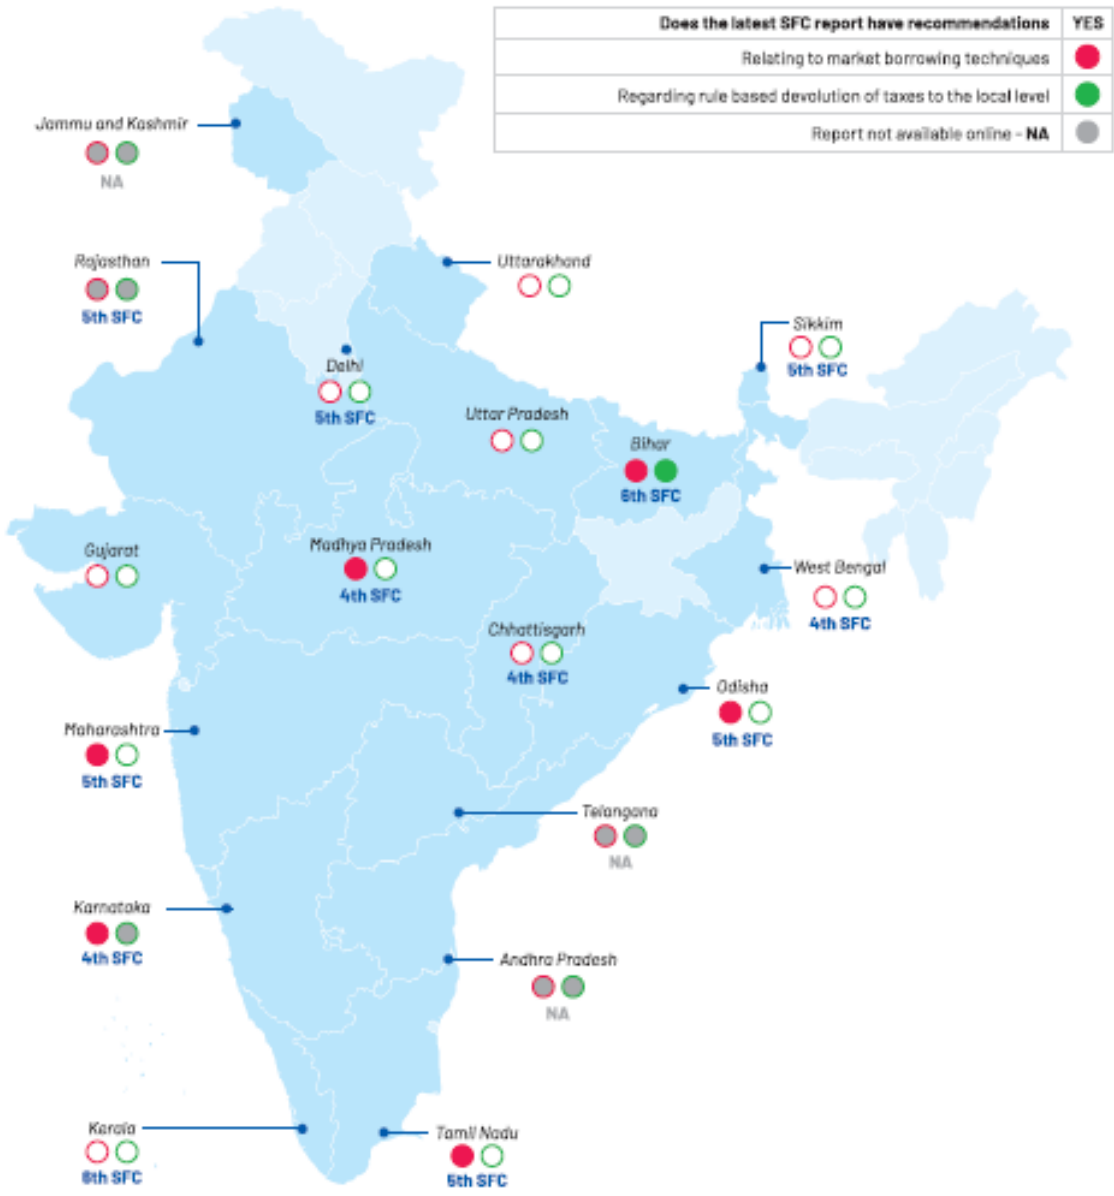 Does the latest SFC report have recommendations YES
Relating to market borrowing techniques
Regarding rule based devolution of taxes to the local level
Report not available online - NA
Jammu and Kashmir
NA
Rajasthan
5th SFC
Uttarakhand
Sikkim
5th SFC
Delhi
5th SFC
Uttar Pradesh
Bihar
6th SFC
Gujarat
Madhya Pradesh
4th SFC
West Bengal
4th SFC
Chhattisgarh
4th SFC
Odisha
5th SFC
Maharashtra
5th SFC
Telangana
NA
Karnataka
4th SFC
Andhra Pradesh
NA
Kerala
6th SFC
Tamil Nadu
5th SFC